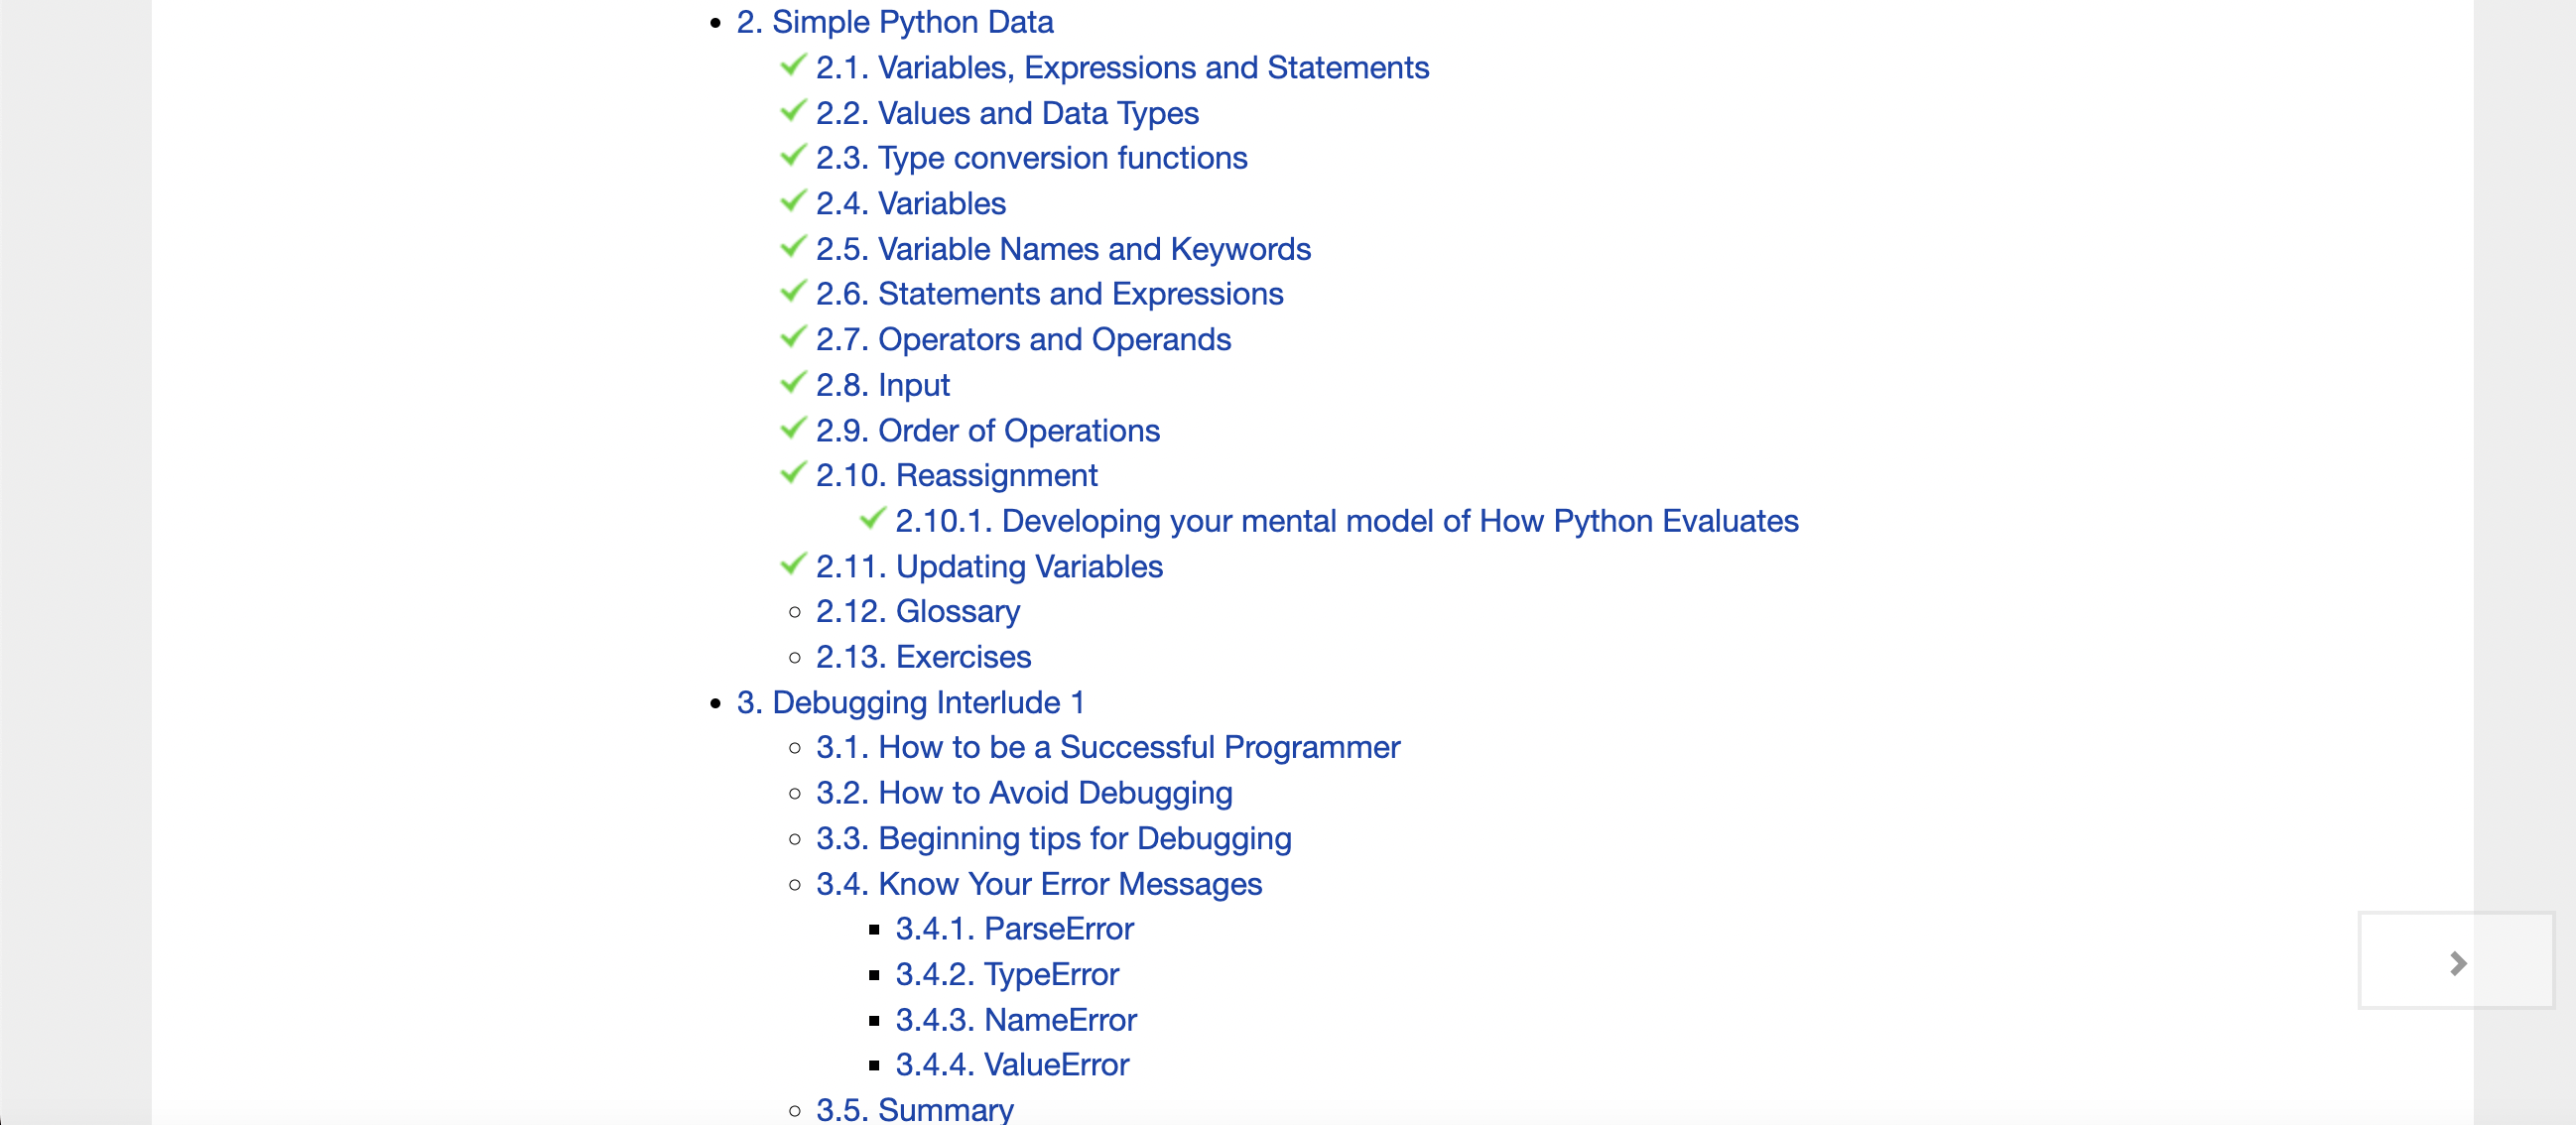 2. Simple Python Data
2.1. Variables, Expressions and Statements
2.2. Values and Data Types
2.3. Type conversion functions
2.4. Variables
2.5. Variable Names and Keywords
2.6. Statements and Expressions
2.7. Operators and Operands
2.8. Input
2.9. Order of Operations
2.10. Reassignment
2.10.1. Developing your mental model of How Python Evaluates
2.11. Updating Variables
2.12. Glossary
2.13. Exercises
3. Debugging Interlude 1
3.1. How to be a Successful Programmer
3.2. How to Avoid Debugging
3.3. Beginning tips for Debugging
3.4. Know Your Error Messages
3.4.1. ParseError
3.4.2. TypeError
3.4.3. NameError
3.4.4. ValueError
3.5. Summary